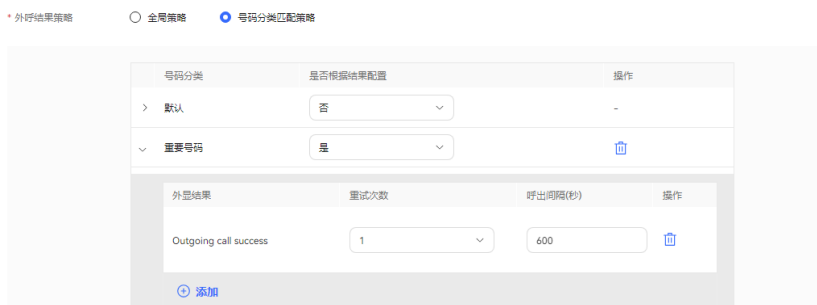 * 外呼结果策略 全局策略 号码分类匹配策略
号码分类 是否根据结果配置 操作
默认 否 -
重要号码 是
外显结果 重试次数 呼出间隔(秒) 操作
Outgoing call success 1 600
添加